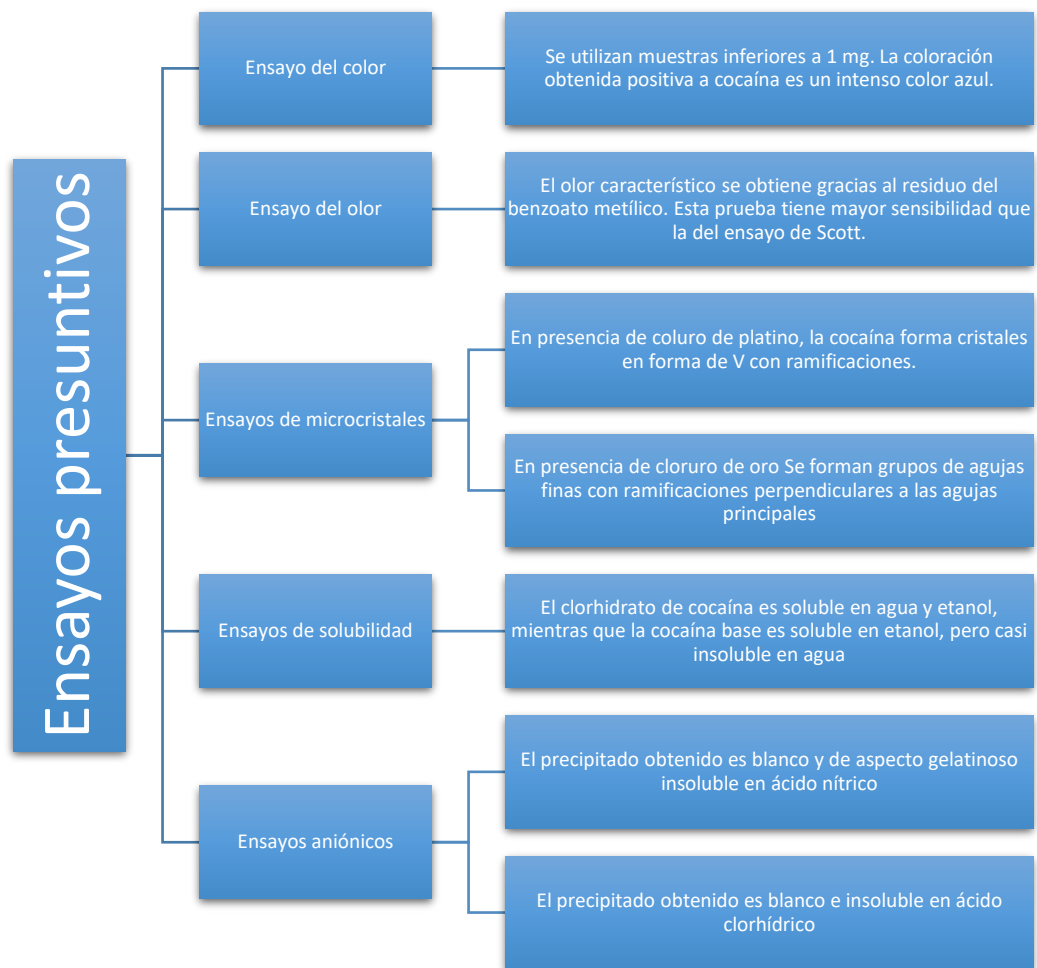 Ensayos presuntivos
Ensayo del color
Se utilizan muestras inferiores a 1 mg. La coloración
obtenida positiva a cocaína es un intenso color azul.
Ensayo del olor
El olor característico se obtiene gracias al residuo del
benzoato metílico. Esta prueba tiene mayor sensibilidad que
la del ensayo de Scott.
Ensayos de microcristales
En presencia de coluro de platino, la cocaína forma cristales
en forma de V con ramificaciones.
En presencia de cloruro de oro Se forman grupos de agujas
finas con ramificaciones perpendiculares a las agujas
principales
Ensayos de solubilidad
El clorhidrato de cocaína es soluble en agua y etanol,
mientras que la cocaína base es soluble en etanol, pero casi
insoluble en agua
Ensayos aniónicos
El precipitado obtenido es blanco y de aspecto gelatinoso
insoluble en ácido nítrico
El precipitado obtenido es blanco e insoluble en ácido
clorhídrico